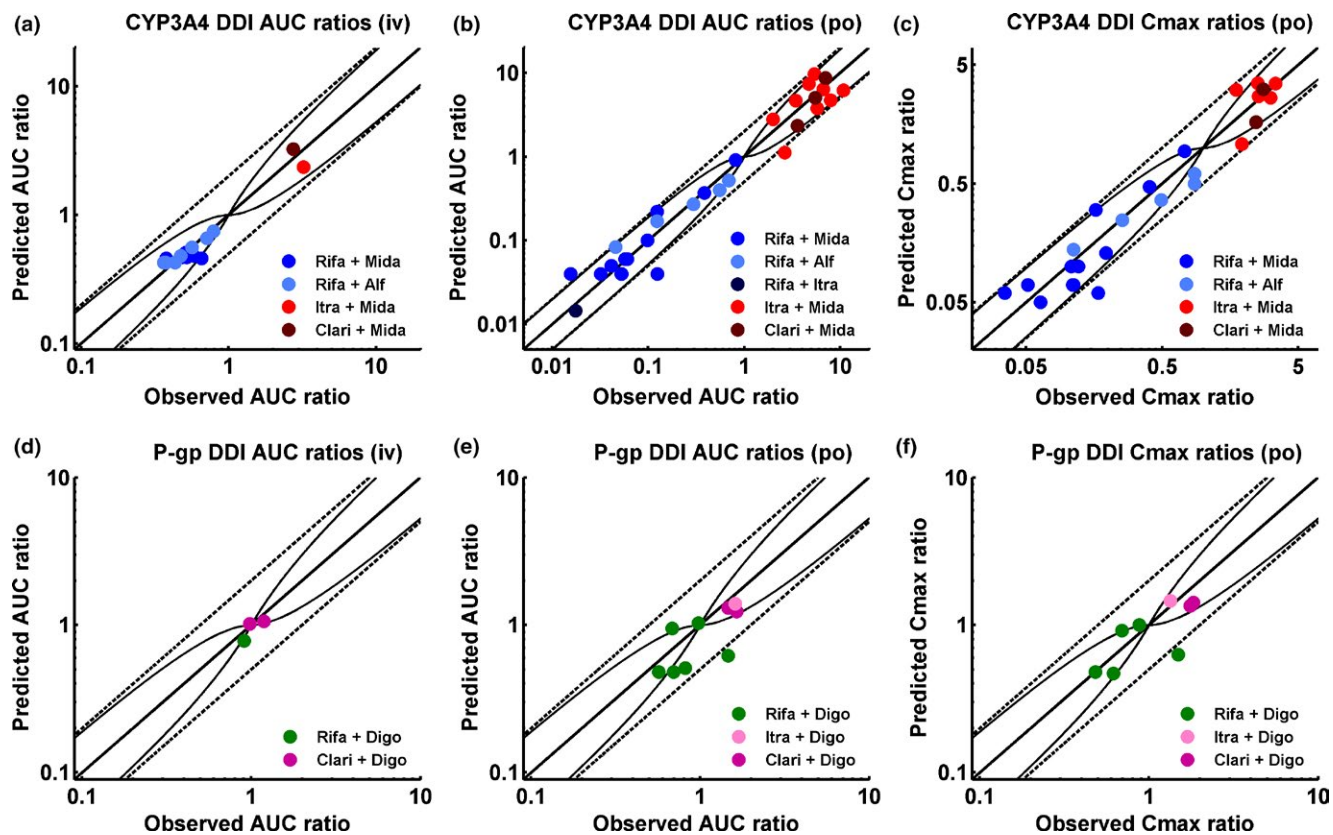 (a) CYP3A4 DDI AUC ratios (iv)
Predicted AUC ratio
10
1
0.1
0.1 1 10
Observed AUC ratio
Rifa + Mida
Rifa + Alf
Itra + Mida
Clari + Mida
(b) CYP3A4 DDI AUC ratios (po)
Predicted AUC ratio
10
1
0.1
0.01
0.01 0.1 1 10
Observed AUC ratio
Rifa + Mida
Rifa + Alf
Rifa + Itra
Itra + Mida
Clari + Mida
(c) CYP3A4 DDI Cmax ratios (po)
Predicted Cmax ratio
5
0.5
0.05
0.05 0.5 5
Observed Cmax ratio
Rifa + Mida
Rifa + Alf
Itra + Mida
Clari + Mida
(d) P-gp DDI AUC ratios (iv)
Predicted AUC ratio
10
1
0.1
0.1 1 10
Observed AUC ratio
Rifa + Digo
Clari + Digo
(e) P-gp DDI AUC ratios (po)
Predicted AUC ratio
10
1
0.1
0.1 1 10
Observed AUC ratio
Rifa + Digo
Itra + Digo
Clari + Digo
(f) P-gp DDI Cmax ratios (po)
Predicted Cmax ratio
10
1
0.1
0.1 1 10
Observed Cmax ratio
Rifa + Digo
Itra + Digo
Clari + Digo